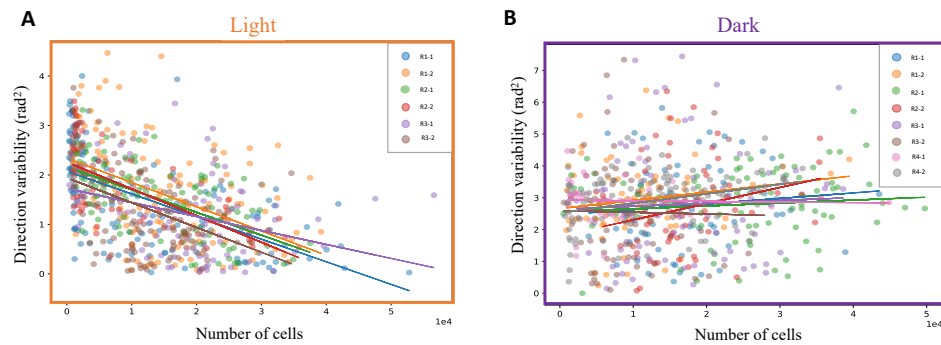 A
Light
Direction variability (rad²)
4
3
2
1
0
R1-1
R1-2
R2-1
R2-2
R3-1
R3-2
0
1
2
3
4
5
1e4
Number of cells
B
Dark
Direction variability (rad²)
7
6
5
4
3
2
1
0
R1-1
R1-2
R2-1
R2-2
R3-1
R3-2
R4-1
R4-2
0
1
2
3
4
5
1e4
Number of cells